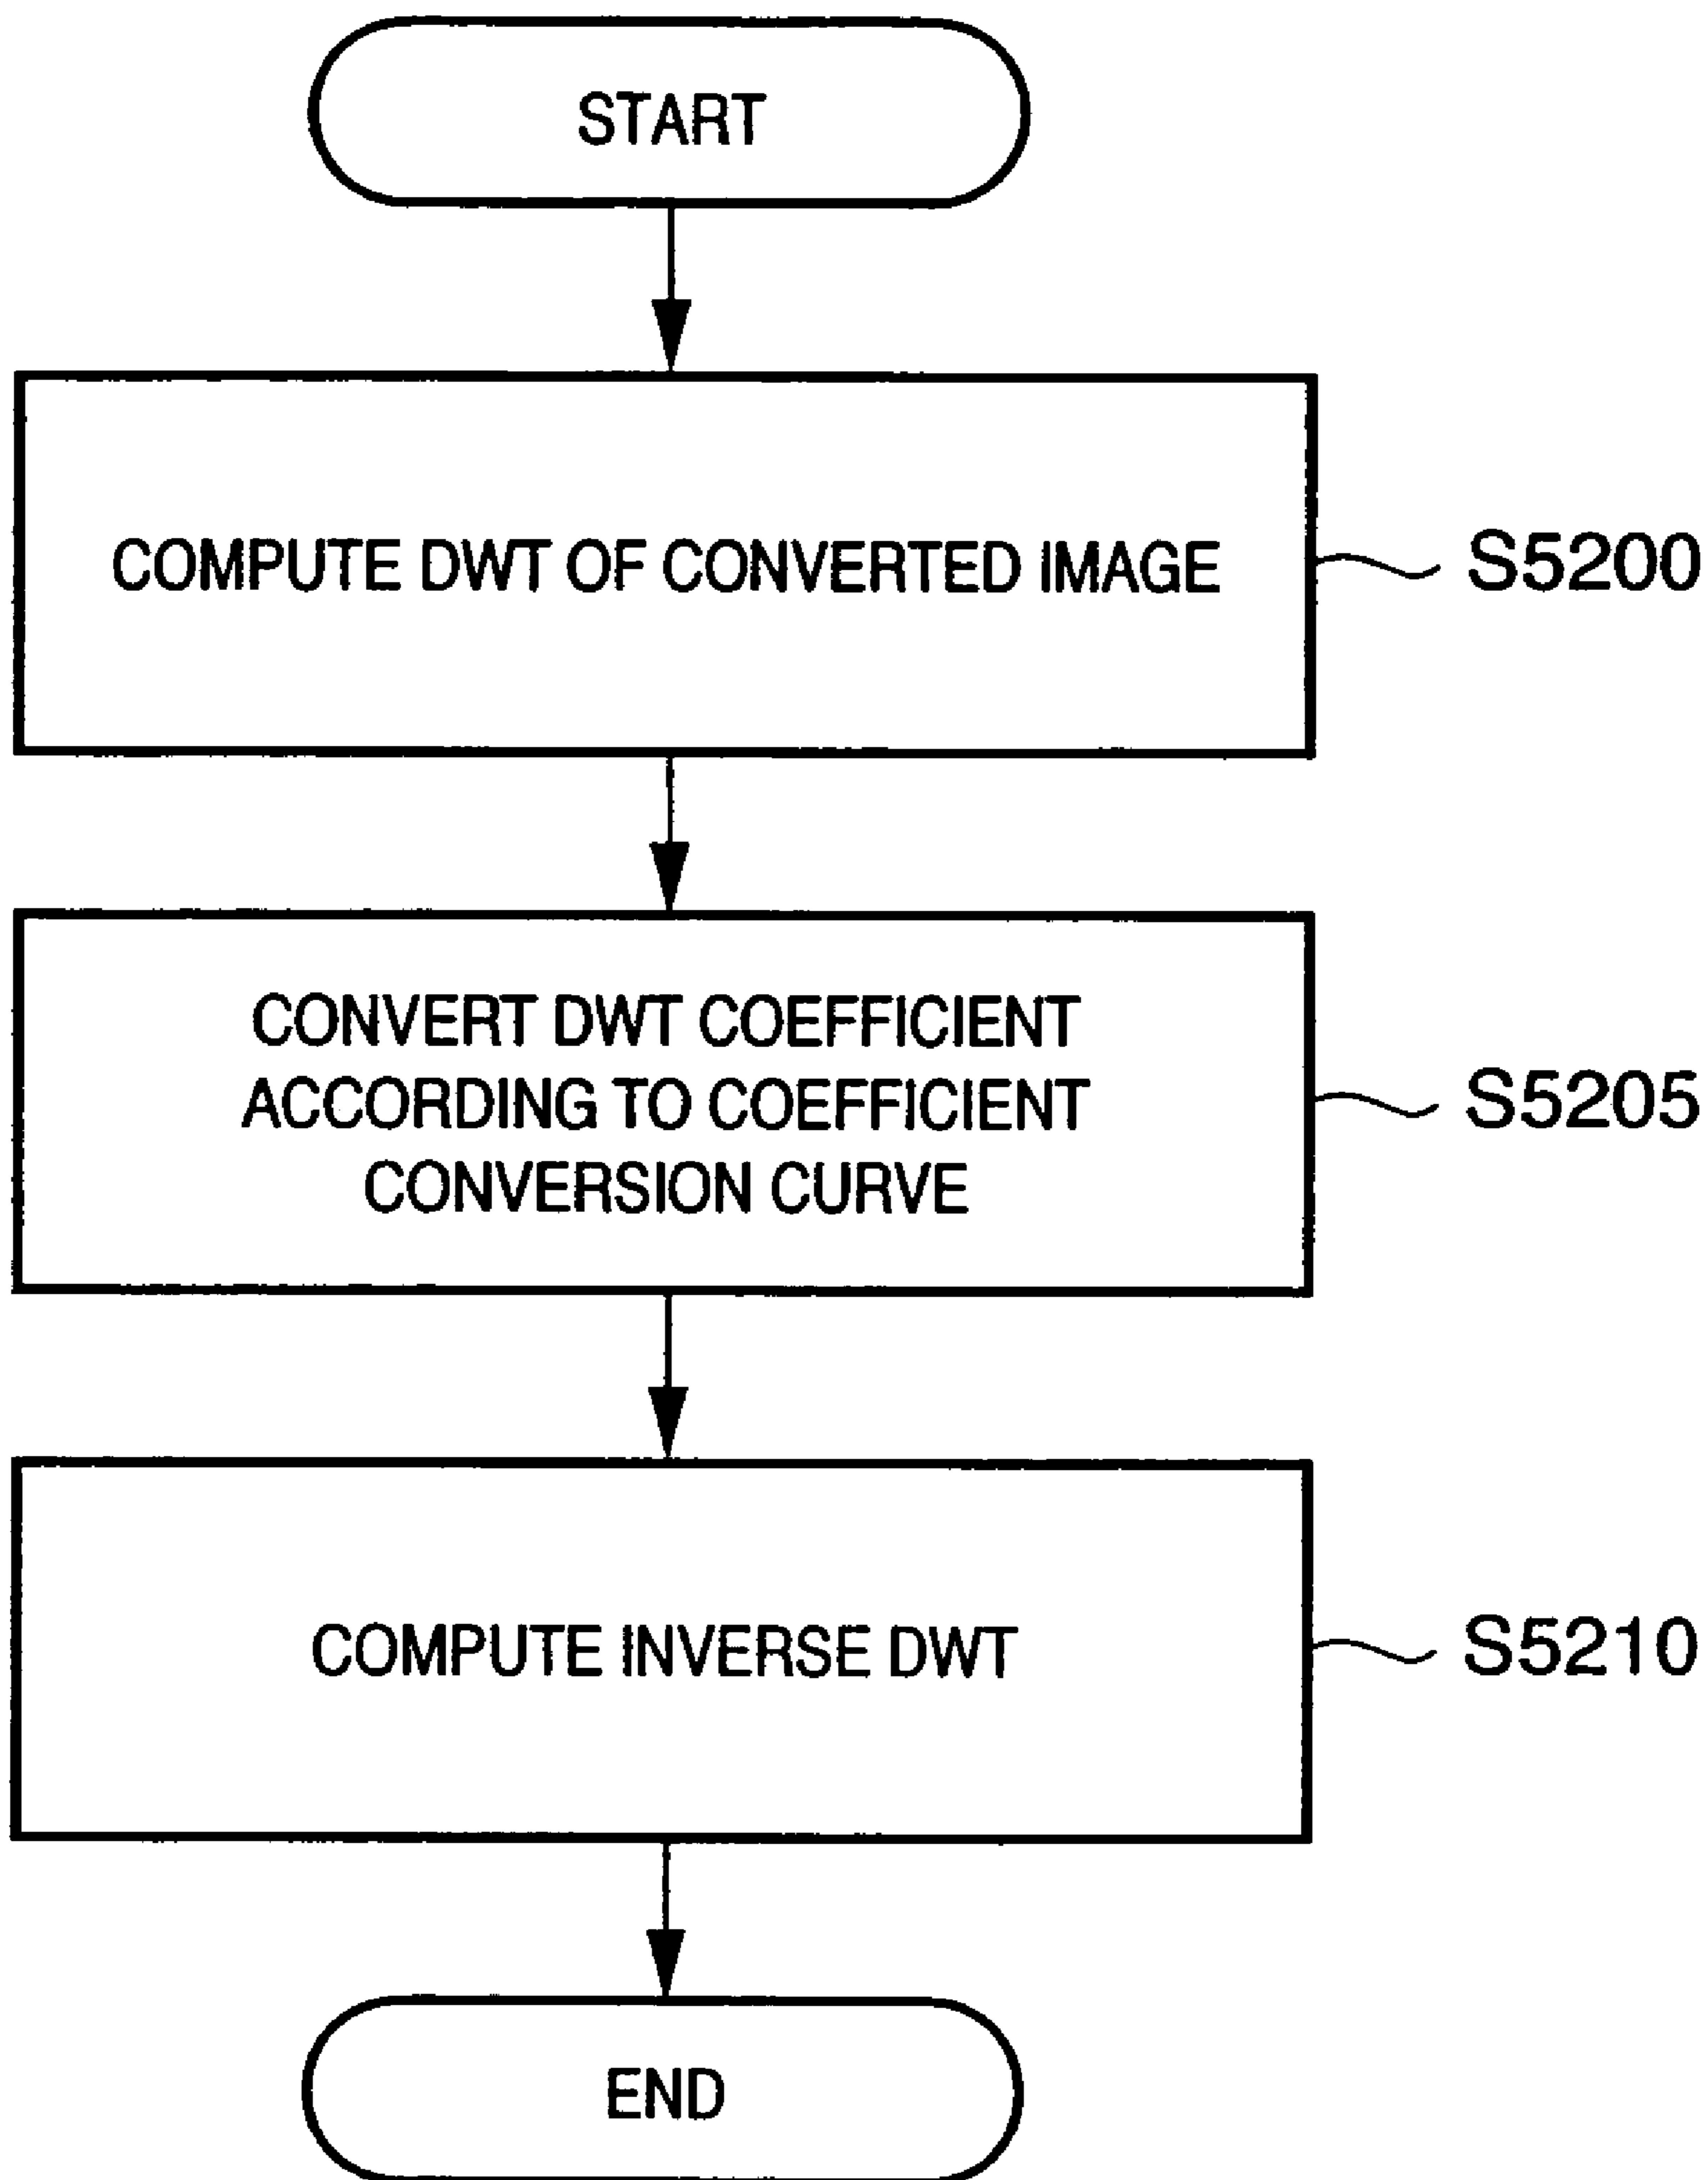 START
COMPUTE DWT OF CONVERTED IMAGE
S5200
CONVERT DWT COEFFICIENT
ACCORDING TO COEFFICIENT
CONVERSION CURVE
S5205
COMPUTE INVERSE DWT
S5210
END